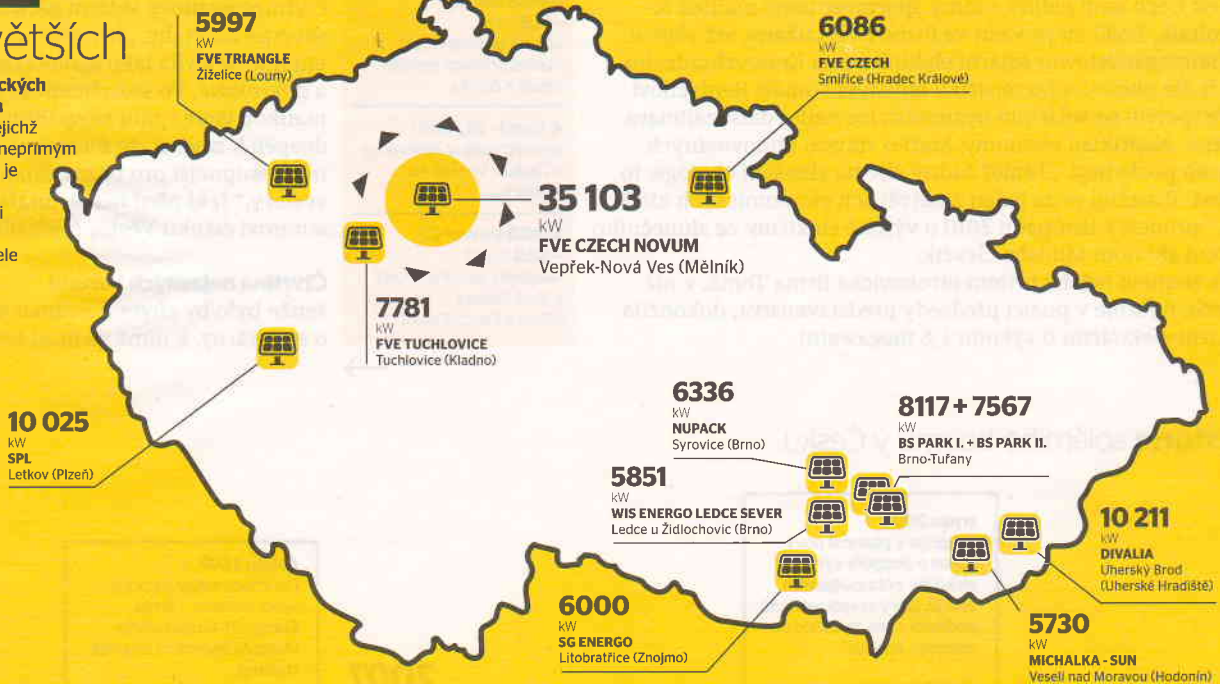 větších
ických
ejichž
nepřímým
je
5997
kW
FVE TRIANGLE
Žiželice (Louny)
6086
kW
FVE CZECH
Smiřice (Hradec Králové)
35 103
kW
FVE CZECH NOVUM
Vepřek-Nová Ves (Mělník)
7781
kW
FVE TUCHLOVICE
Tuchlovice (Kladno)
10 025
kW
SPL
Letkov (Plzeň)
6336
kW
NUPACK
Syrovice (Brno)
8117 + 7567
kW
BS PARK I. + BS PARK II.
Brno-Tuřany
5851
kW
WIS ENERGO LEDCE SEVER
Ledce u Židlochovic (Brno)
10 211
kW
DIVALIA
Uherský Brod
(Uherské Hradiště)
6000
kW
SG ENERGO
Litobratřice (Znojmo)
5730
kW
MICHALKA - SUN
Veselí nad Moravou (Hodonín)